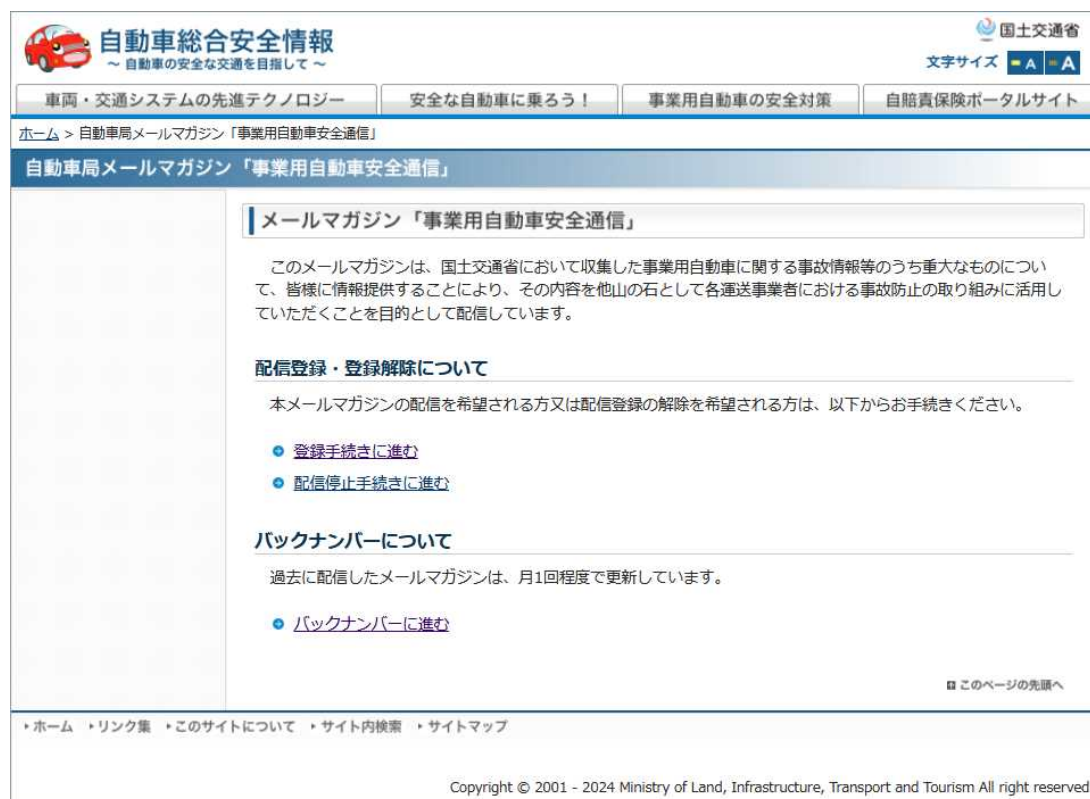 自動車総合安全情報
～ 自動車の安全な交通を目指して ～
国土交通省
文字サイズ - A = A
車両・交通システムの先進テクノロジー 安全な自動車に乗ろう！ 事業用自動車の安全対策 自賠責保険ポータルサイト
ホーム > 自動車局メールマガジン「事業用自動車安全通信」
自動車局メールマガジン「事業用自動車安全通信」
メールマガジン「事業用自動車安全通信」
このメールマガジンは、国土交通省において収集した事業用自動車に関する事故情報等のうち重大なものについ
て、皆様に情報提供することにより、その内容を他山の石として各運送事業者における事故防止の取り組みに活用し
ていただくことを目的として配信しています。
配信登録・登録解除について
本メールマガジンの配信を希望される方又は配信登録の解除を希望される方は、以下からお手続きください。
登録手続きに進む
配信停止手続きに進む
バックナンバーについて
過去に配信したメールマガジンは、月1回程度で更新しています。
バックナンバーに進む
このページの先頭へ
ホーム リンク集 このサイトについて サイト内検索 サイトマップ
Copyright © 2001 - 2024 Ministry of Land, Infrastructure, Transport and Tourism All right reserved